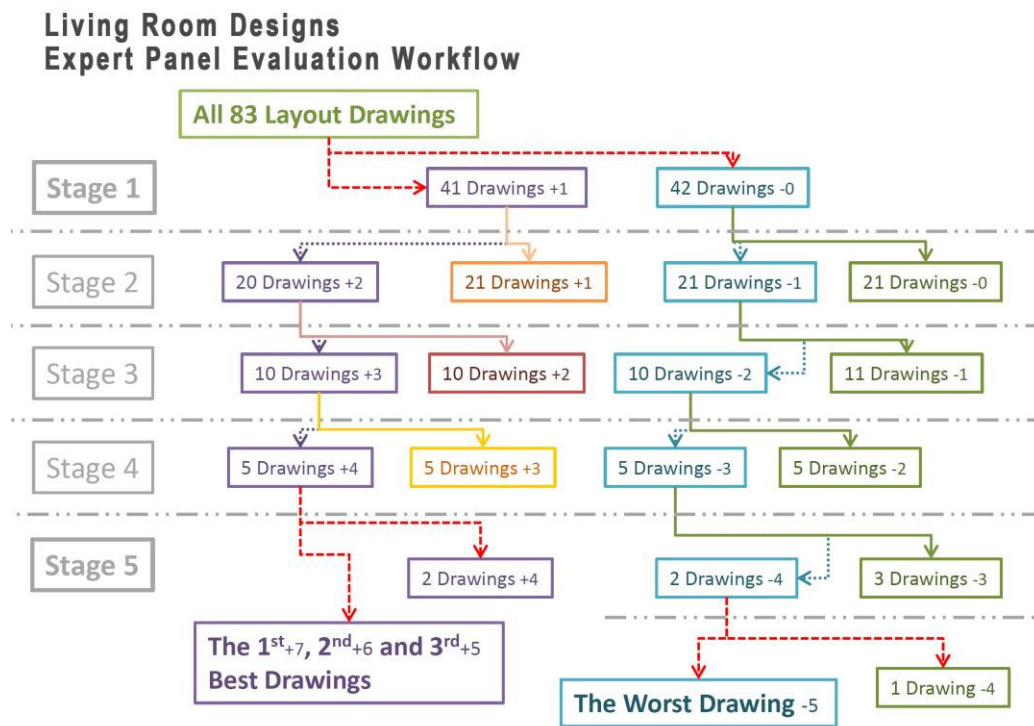 Living Room Designs
Expert Panel Evaluation Workflow
All 83 Layout Drawings
Stage 1
41 Drawings +1
42 Drawings -0
Stage 2
20 Drawings +2
21 Drawings +1
21 Drawings -1
21 Drawings -0
Stage 3
10 Drawings +3
10 Drawings +2
10 Drawings -2
11 Drawings -1
Stage 4
5 Drawings +4
5 Drawings +3
5 Drawings -3
5 Drawings -2
Stage 5
2 Drawings +4
2 Drawings -4
3 Drawings -3
The 1st+7, 2nd+6 and 3rd+5
Best Drawings
The Worst Drawing -5
1 Drawing -4